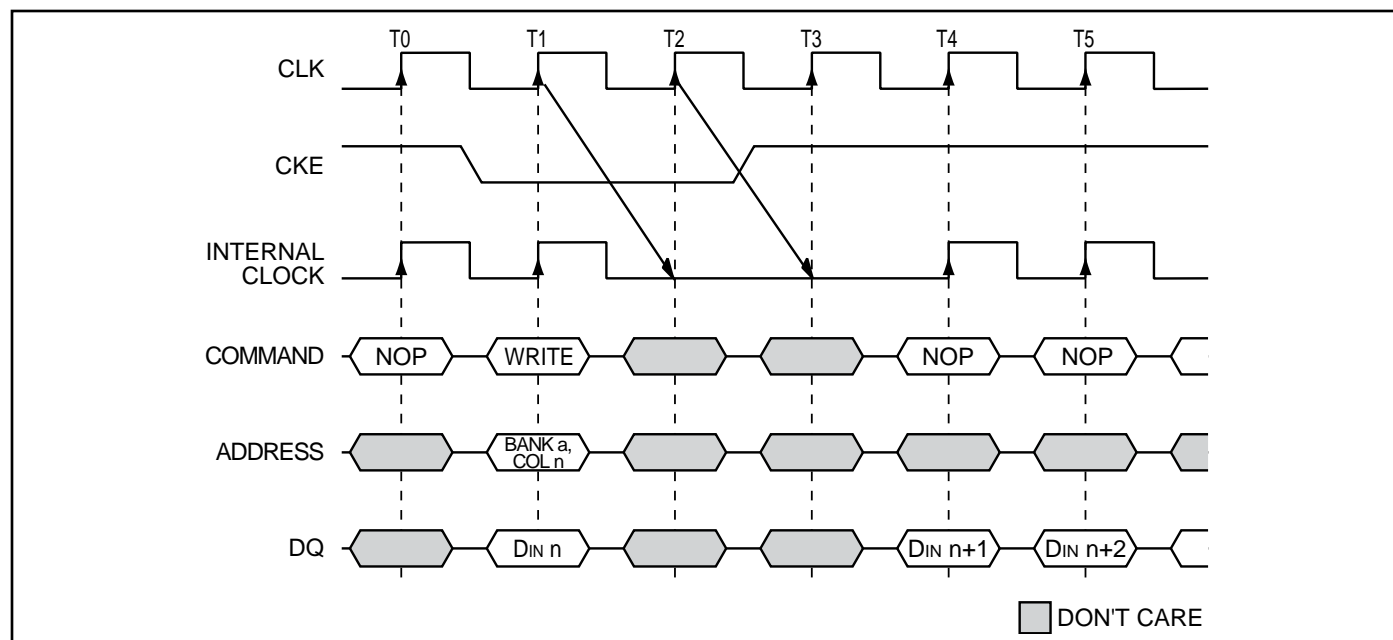 T0 T1 T2 T3 T4 T5
CLK
CKE
INTERNAL
CLOCK
COMMAND NOP WRITE NOP NOP
ADDRESS BANK a,
COL n
DQ DIN n DIN n+1 DIN n+2
DON'T CARE